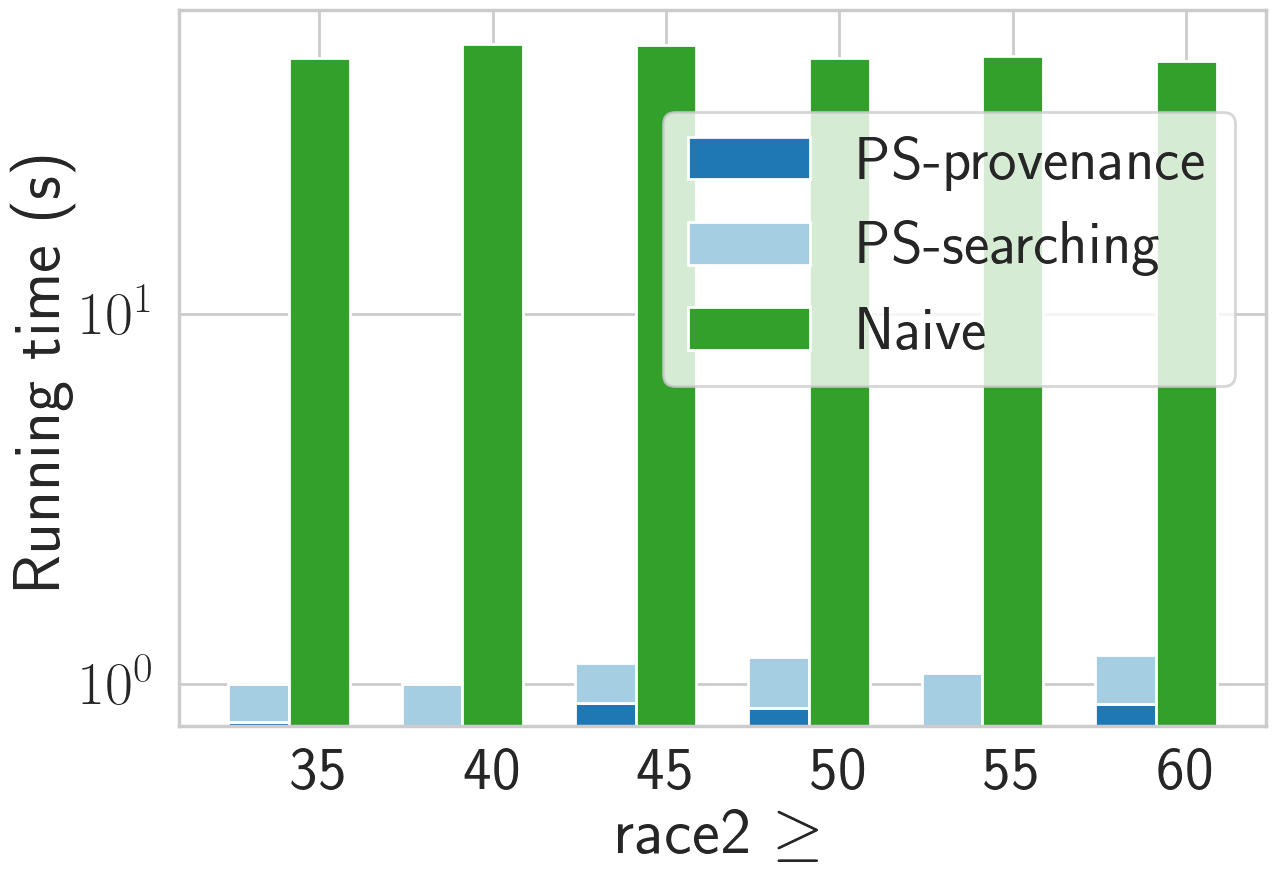 Running time (s)
10¹
10⁰
PS-provenance
PS-searching
Naive
35 40 45 50 55 60
race2 ≥